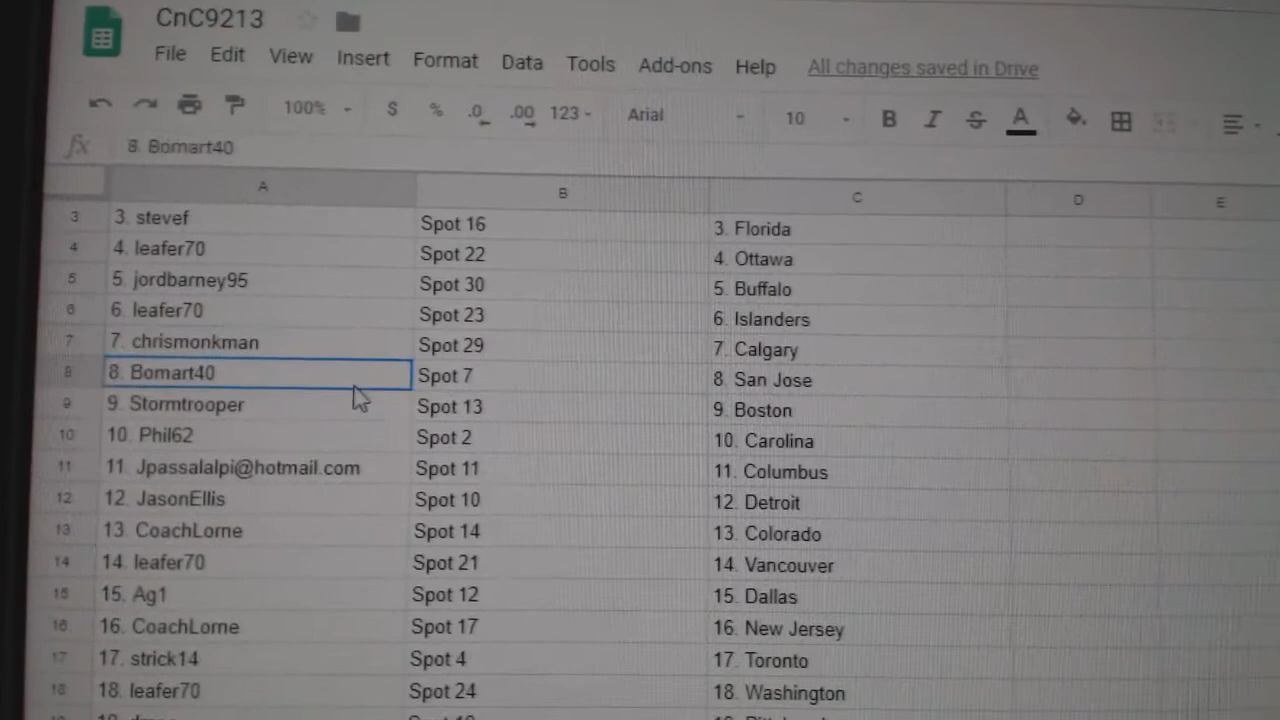 CnC9213
File Edit View Insert Format Data Tools Add-ons Help All changes saved in Drive
100% $ % .0 .00 123 Arial 10 B I S A
fx 8. Bomart40
A B C D E
3 3. stevef Spot 16 3. Florida
4 4. leafer70 Spot 22 4. Ottawa
5 5. jordbarney95 Spot 30 5. Buffalo
6 6. leafer70 Spot 23 6. Islanders
7 7. chrismonkman Spot 29 7. Calgary
8 8. Bomart40 Spot 7 8. San Jose
9 9. Stormtrooper Spot 13 9. Boston
10 10. Phil62 Spot 2 10. Carolina
11 11. Jpassalalpi@hotmail.com Spot 11 11. Columbus
12 12. JasonEllis Spot 10 12. Detroit
13 13. CoachLorne Spot 14 13. Colorado
14 14. leafer70 Spot 21 14. Vancouver
15 15. Ag1 Spot 12 15. Dallas
16 16. CoachLorne Spot 17 16. New Jersey
17 17. strick14 Spot 4 17. Toronto
18 18. leafer70 Spot 24 18. Washington